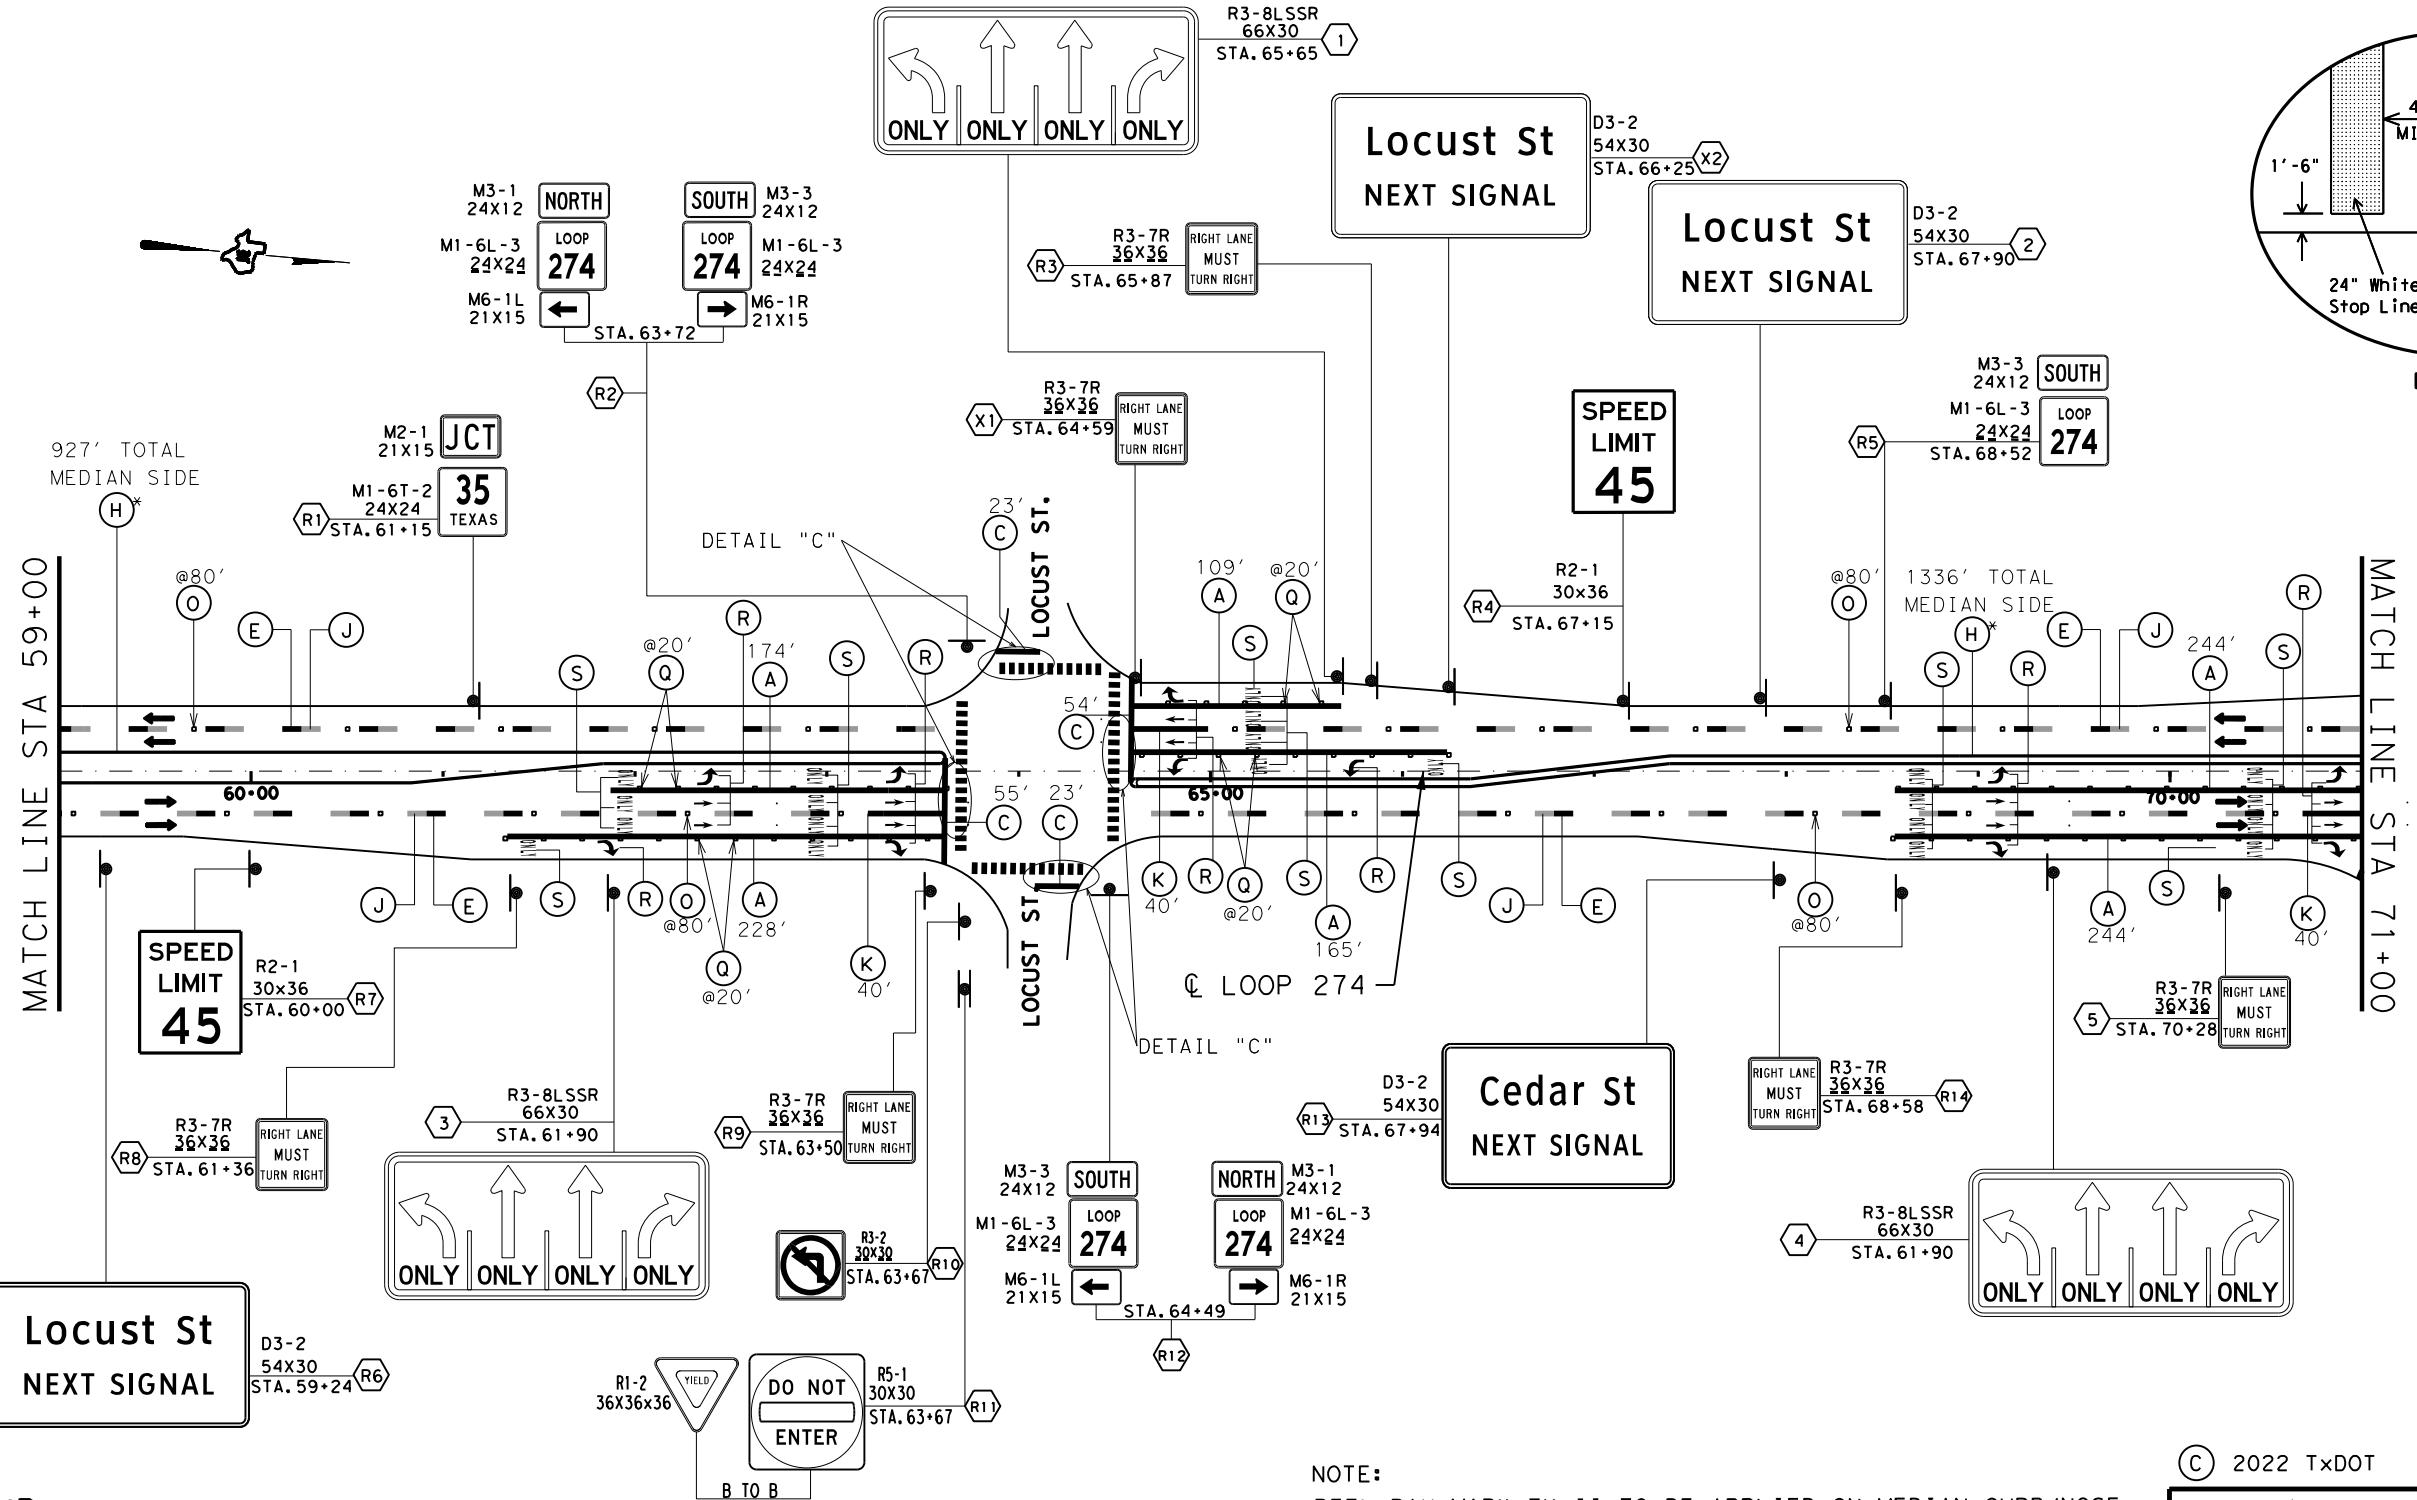 R3-8LSSR
66X30
STA. 65+65
1
ONLY ONLY ONLY ONLY
Locust St
NEXT SIGNAL
D3-2
54X30
STA. 66+25
X2
Locust St
NEXT SIGNAL
D3-2
54X30
STA. 67+90
2
1'-6"
24" White
Stop Line
M3-1
24X12
NORTH
M1-6L-3
24X24
LOOP
274
M6-1L
21X15
SOUTH
M3-3
24X12
LOOP
274
M1-6L-3
24X24
M6-1R
21X15
STA. 63+72
R2
R3
R3-7R
36X36
STA. 65+87
RIGHT LANE
MUST
TURN RIGHT
X1
R3-7R
36X36
STA. 64+59
RIGHT LANE
MUST
TURN RIGHT
SPEED
LIMIT
45
R2-1
30x36
STA. 67+15
R4
M3-3
24X12
SOUTH
M1-6L-3
24X24
STA. 68+52
LOOP
274
R5
M2-1
21X15
JCT
M1-6T-2
24X24
STA. 61+15
35
TEXAS
R1
927' TOTAL
MEDIAN SIDE
H*
MATCH LINE STA 59+00
@80'
O
E
J
DETAIL "C"
23'
C
LOCUST ST.
S
@20'
Q
R
174'
A
S
R
54'
C
109'
A
S
@20'
Q
@80'
O
1336' TOTAL
MEDIAN SIDE
H*
E
J
S
R
244'
A
S
R
MATCH LINE STA 71+00
60+00
65+00
70+00
55'
C
23'
C
J
E
S
R
O
@80'
Q
@20'
A
228'
K
40'
LOCUST ST
K
40'
R
Q
@20'
S
A
165'
R
S
J
E
O
@80'
A
244'
S
K
40'
℄ LOOP 274
DETAIL "C"
SPEED
LIMIT
45
R2-1
30x36
STA. 60+00
R7
R8
R3-7R
36X36
STA. 61+36
RIGHT LANE
MUST
TURN RIGHT
3
R3-8LSSR
66X30
STA. 61+90
ONLY ONLY ONLY ONLY
R9
R3-7R
36X36
STA. 63+50
RIGHT LANE
MUST
TURN RIGHT
R3-2
30X30
STA. 63+67
R10
M3-3
24X12
SOUTH
M1-6L-3
24X24
LOOP
274
M6-1L
21X15
NORTH
M3-1
24X12
LOOP
274
M1-6L-3
24X24
M6-1R
21X15
STA. 64+49
R12
R13
D3-2
54X30
STA. 67+94
Cedar St
NEXT SIGNAL
RIGHT LANE
MUST
TURN RIGHT
R3-7R
36X36
STA. 68+58
R14
5
R3-7R
36X36
STA. 70+28
RIGHT LANE
MUST
TURN RIGHT
4
R3-8LSSR
66X30
STA. 61+90
ONLY ONLY ONLY ONLY
Locust St
NEXT SIGNAL
D3-2
54X30
STA. 59+24
R6
R1-2
36X36x36
YIELD
DO NOT
ENTER
R5-1
30X30
STA. 63+67
R11
B TO B
NOTE:
C 2022 TxDOT